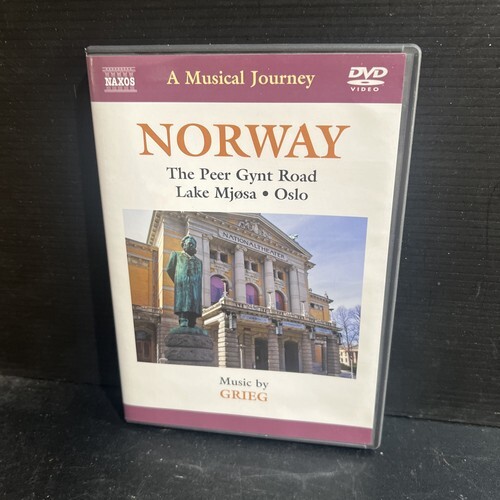 NAXOS
A Musical Journey
DVD
VIDEO
NORWAY
The Peer Gynt Road
Lake Mjøsa • Oslo
NATIONALTHEATRET
Music by
GRIEG